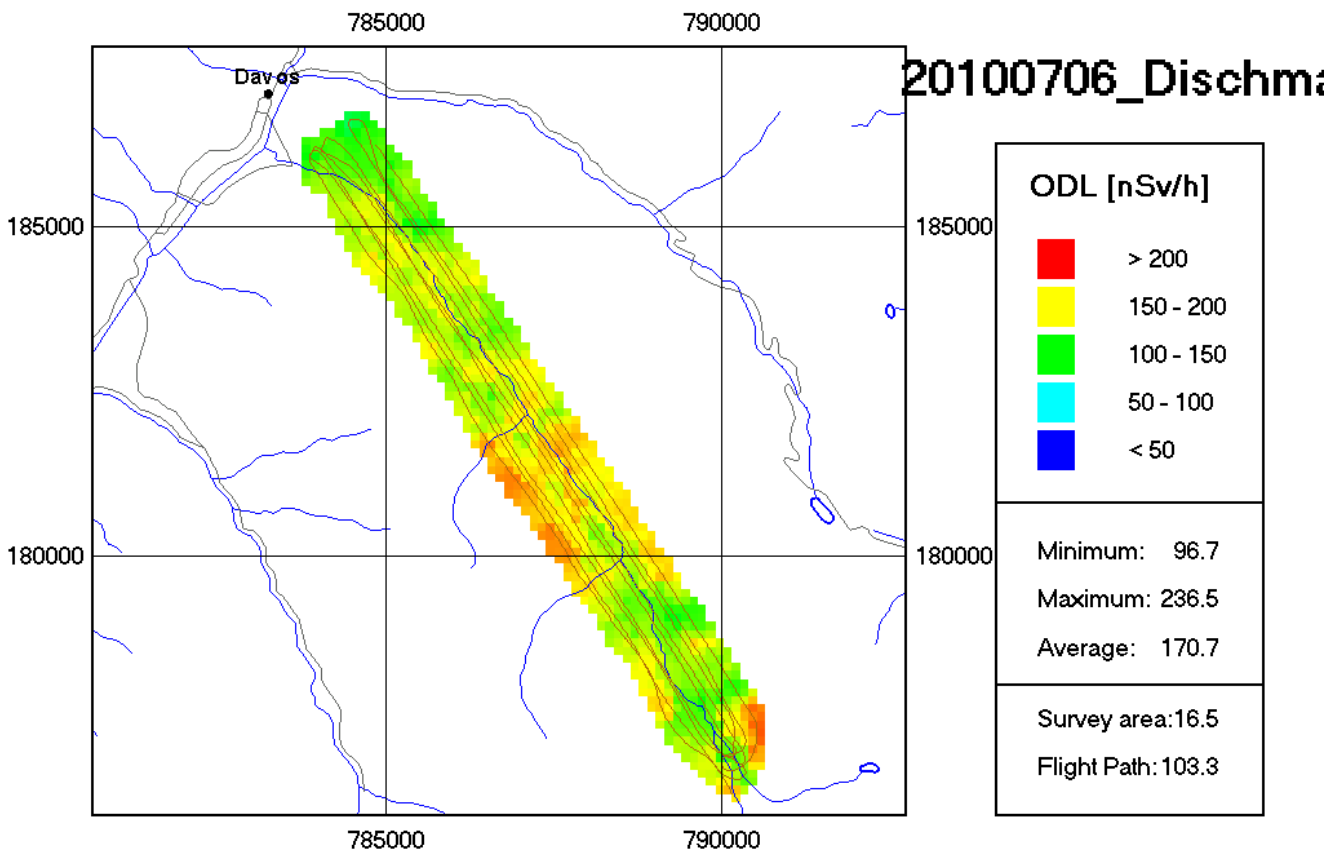 785000 790000
Davos
20100706_Dischma
ODL [nSv/h]
185000 185000
> 200
150 - 200
100 - 150
50 - 100
< 50
180000 180000
Minimum: 96.7
Maximum: 236.5
Average: 170.7
Survey area: 16.5
Flight Path: 103.3
785000 790000